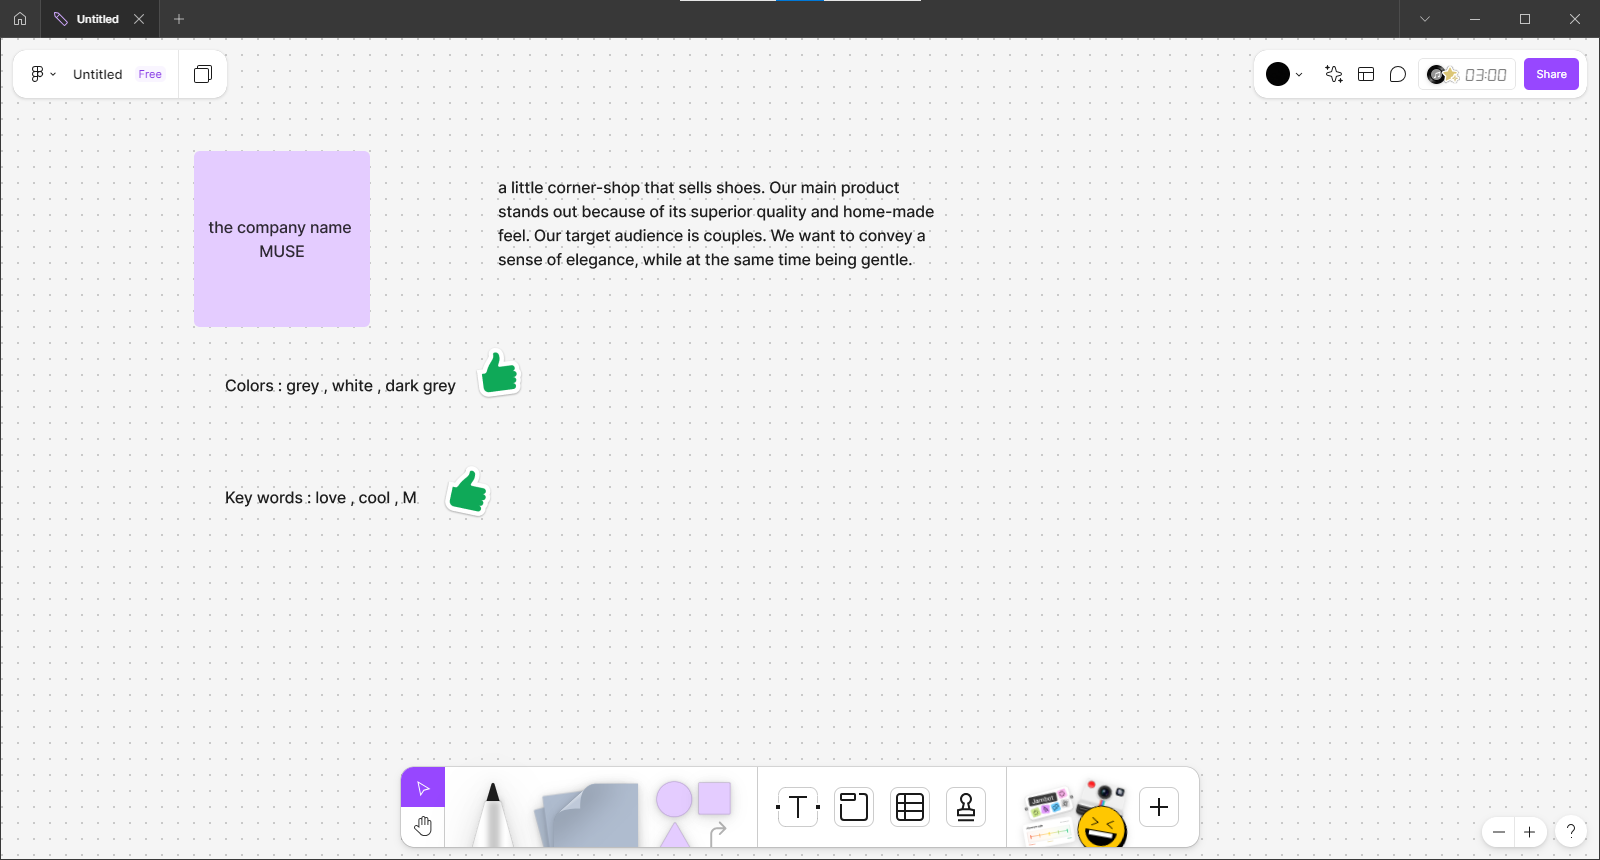 Untitled
Untitled Free
03:00
Share
the company name
MUSE
a little corner-shop that sells shoes. Our main product
stands out because of its superior quality and home-made
feel. Our target audience is couples. We want to convey a
sense of elegance, while at the same time being gentle.
Colors : grey , white , dark grey
Key words : love , cool , M
T
Jambot
?